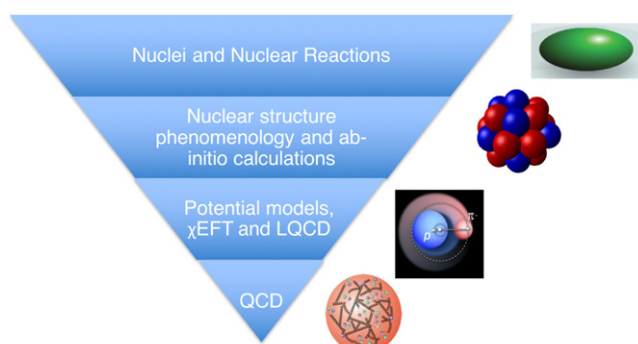 Nuclei and Nuclear Reactions
Nuclear structure
phenomenology and ab-
initio calculations
Potential models,
χEFT and LQCD
QCD
p
π⁻